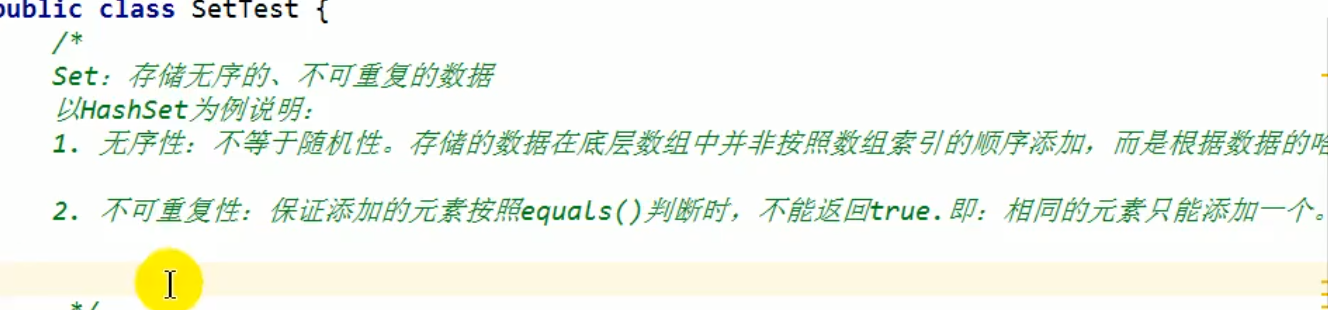 public class SetTest {
/*
Set：存储无序的、不可重复的数据
以HashSet为例说明：
1. 无序性：不等于随机性。存储的数据在底层数组中并非按照数组索引的顺序添加，而是根据数据的哈
2. 不可重复性：保证添加的元素按照equals()判断时，不能返回true.即：相同的元素只能添加一个。
*/